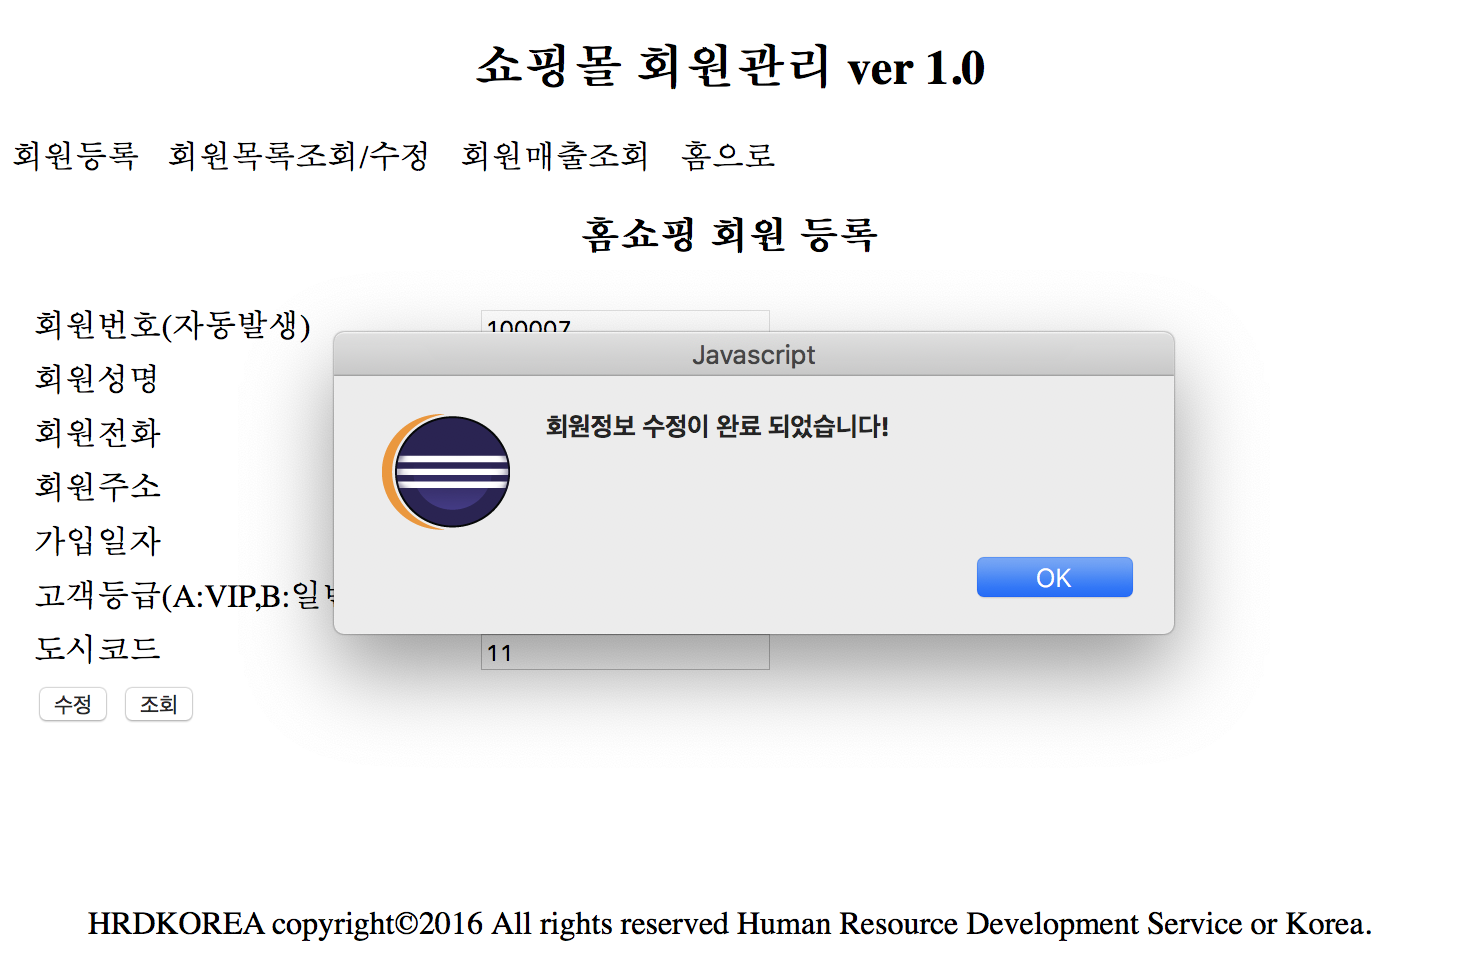 쇼핑몰 회원관리 ver 1.0
회원등록 회원목록조회/수정 회원매출조회 홈으로
홈쇼핑 회원 등록
회원번호(자동발생) 100007
Javascript
회원성명
회원정보 수정이 완료 되었습니다!
회원전화
회원주소
가입일자
OK
고객등급(A:VIP,B:일
도시코드 11
수정 조회
HRDKOREA copyright©2016 All rights reserved Human Resource Development Service or Korea.